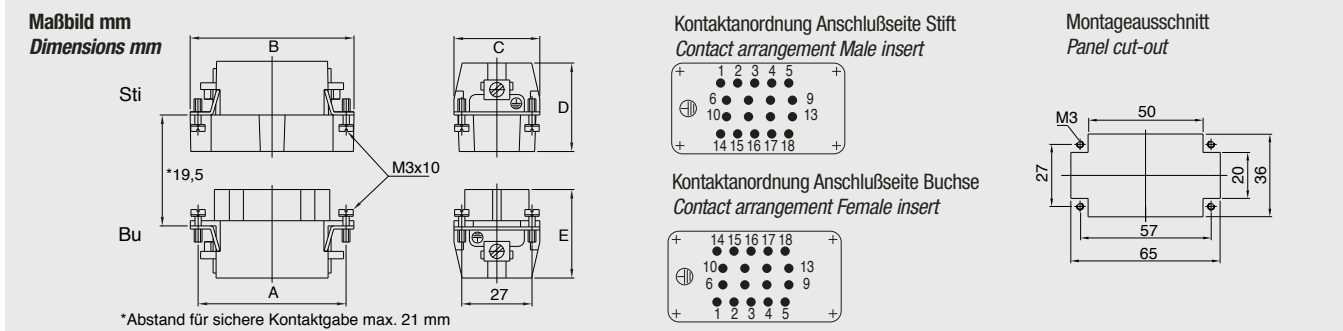 Maßbild mm
Dimensions mm
B
C
Sti
D
*19,5
M3x10
Bu
E
A
27
*Abstand für sichere Kontaktgabe max. 21 mm
Kontaktanordnung Anschlußseite Stift
Contact arrangement Male insert
1 2 3 4 5
6 9
10 13
14 15 16 17 18
Kontaktanordnung Anschlußseite Buchse
Contact arrangement Female insert
14 15 16 17 18
10 13
6 9
1 2 3 4 5
Montageausschnitt
Panel cut-out
50
M3
27
20
36
57
65